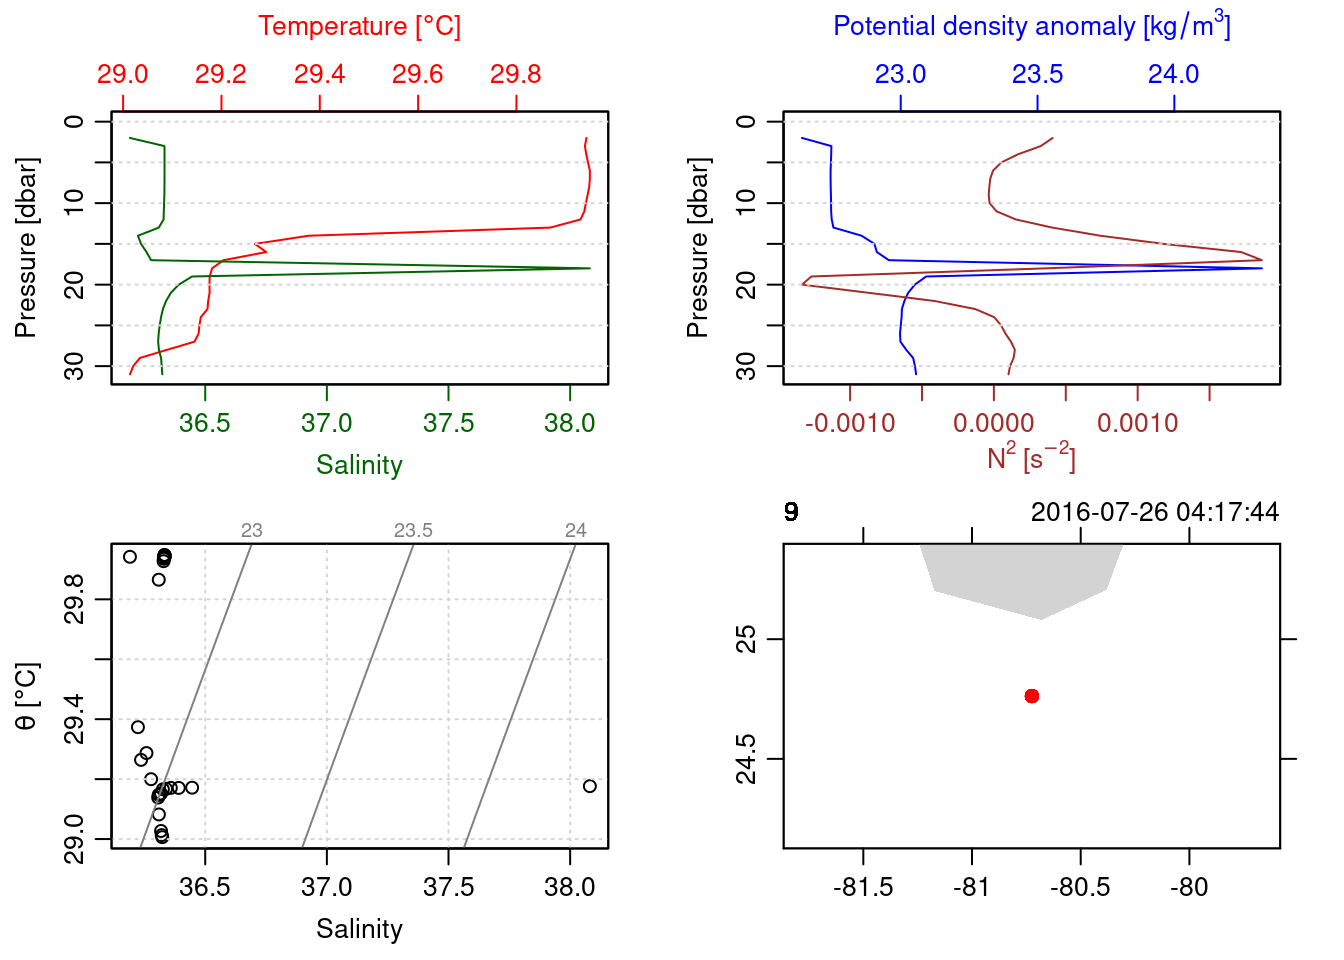 Temperature [°C]
29.0 29.2 29.4 29.6 29.8
Pressure [dbar]
0
10
20
30
36.5 37.0 37.5 38.0
Salinity
Potential density anomaly [kg/m³]
23.0 23.5 24.0
Pressure [dbar]
0
10
20
30
-0.0010 0.0000 0.0010
N² [s⁻²]
23 23.5 24
θ [°C]
29.8
29.4
29.0
36.5 37.0 37.5 38.0
Salinity
2016-07-26 04:17:44
25
24.5
-81.5 -81 -80.5 -80